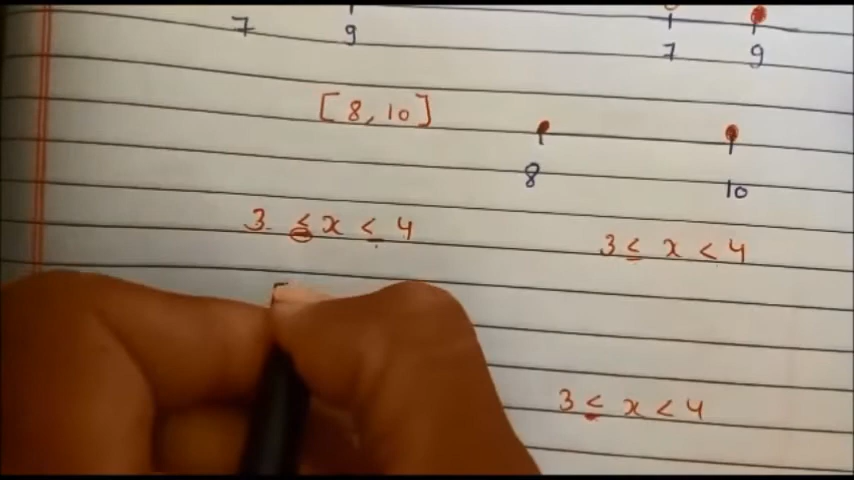 7 9 7 9
[8, 10]
8 10
3 ≤ x ≤ 4
3 ≤ x < 4
[
3 ≤ x < 4